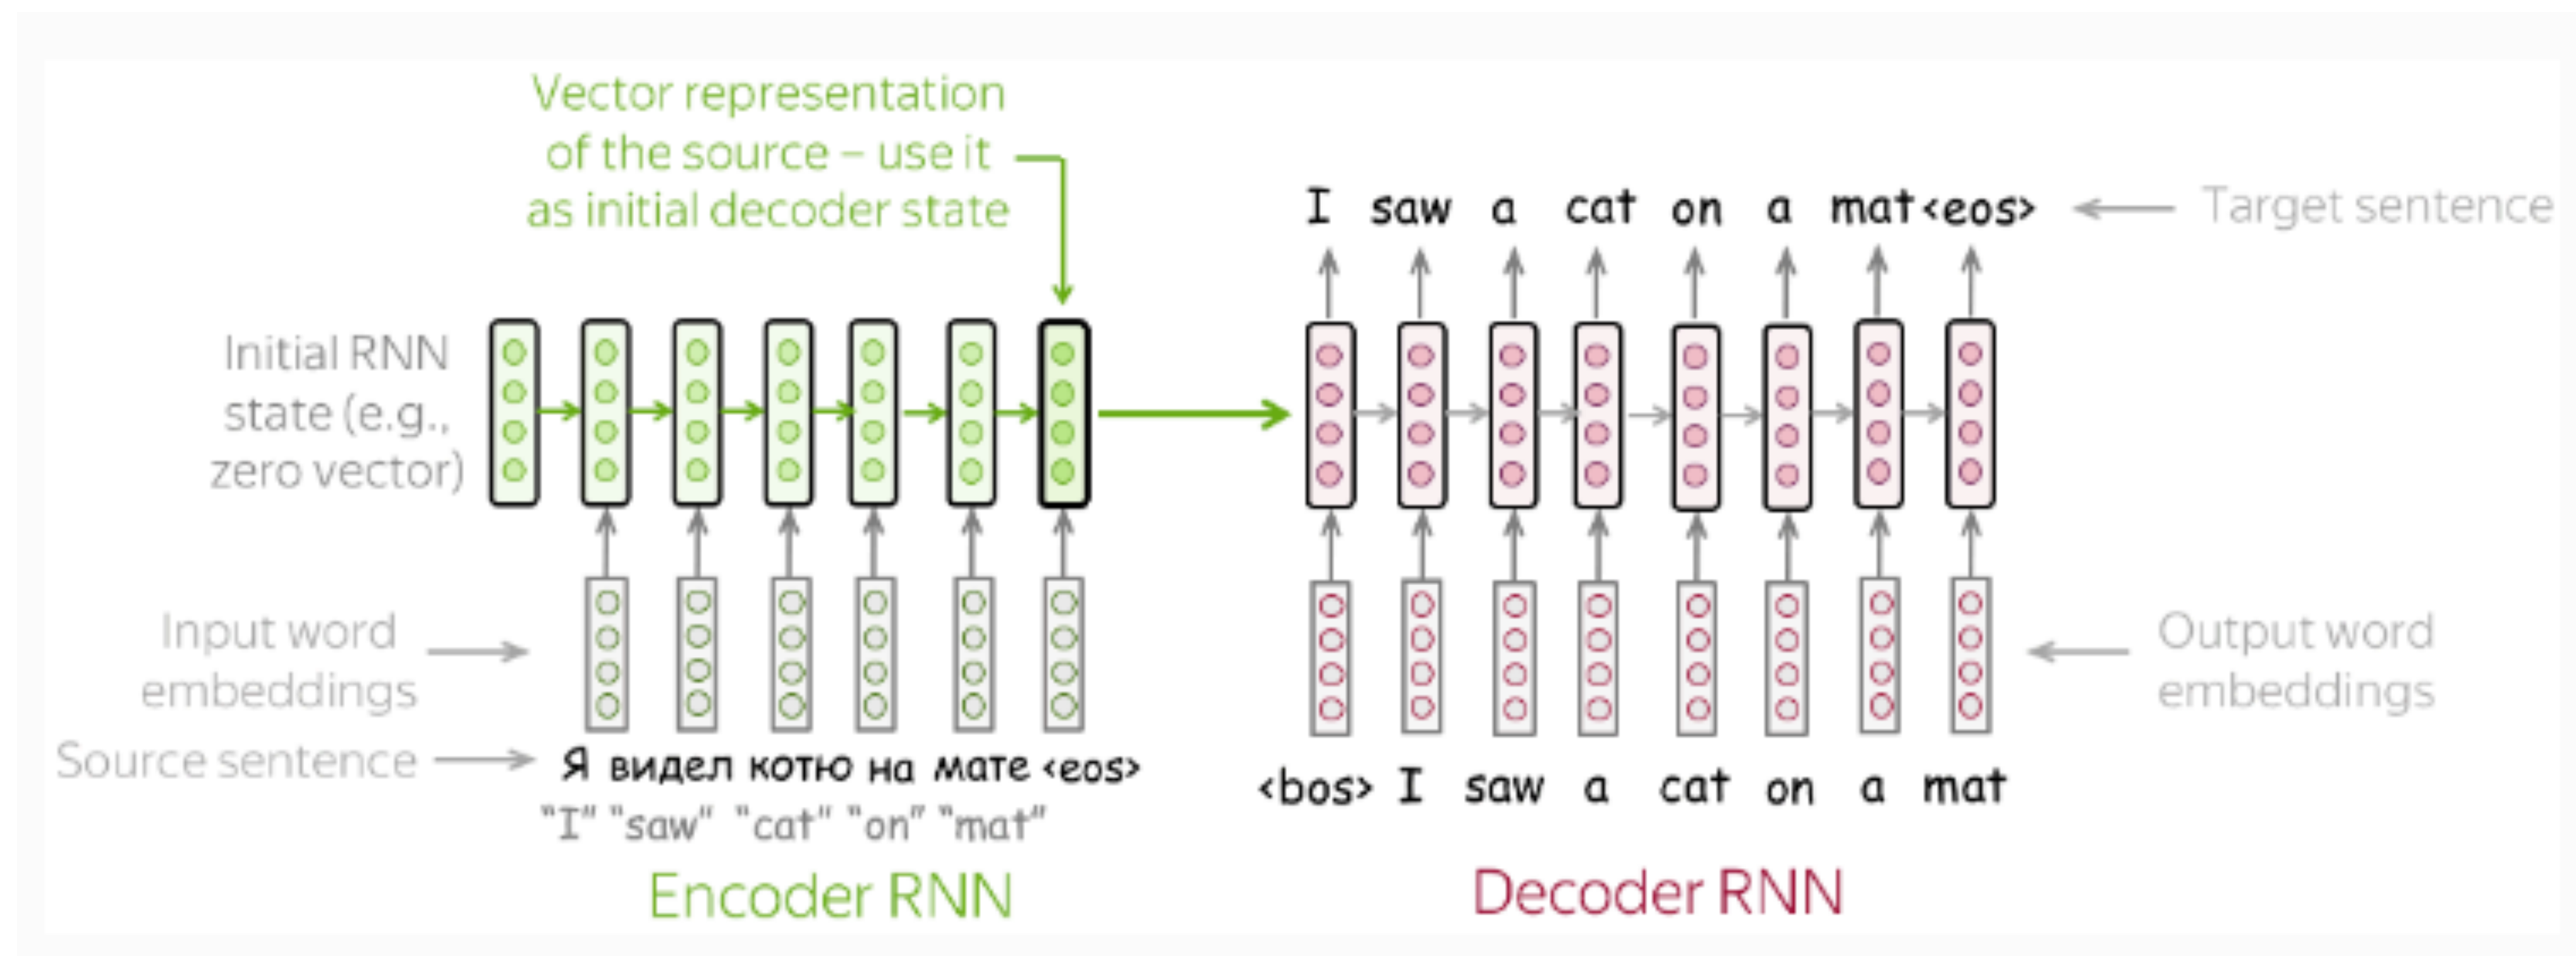 Vector representation
of the source – use it
as initial decoder state
I saw a cat on a mat <eos>
Target sentence
Initial RNN
state (e.g.,
zero vector)
Input word
embeddings
Output word
embeddings
Source sentence
Я видел котю на мате <eos>
"I" "saw" "cat" "on" "mat"
<bos> I saw a cat on a mat
Encoder RNN
Decoder RNN